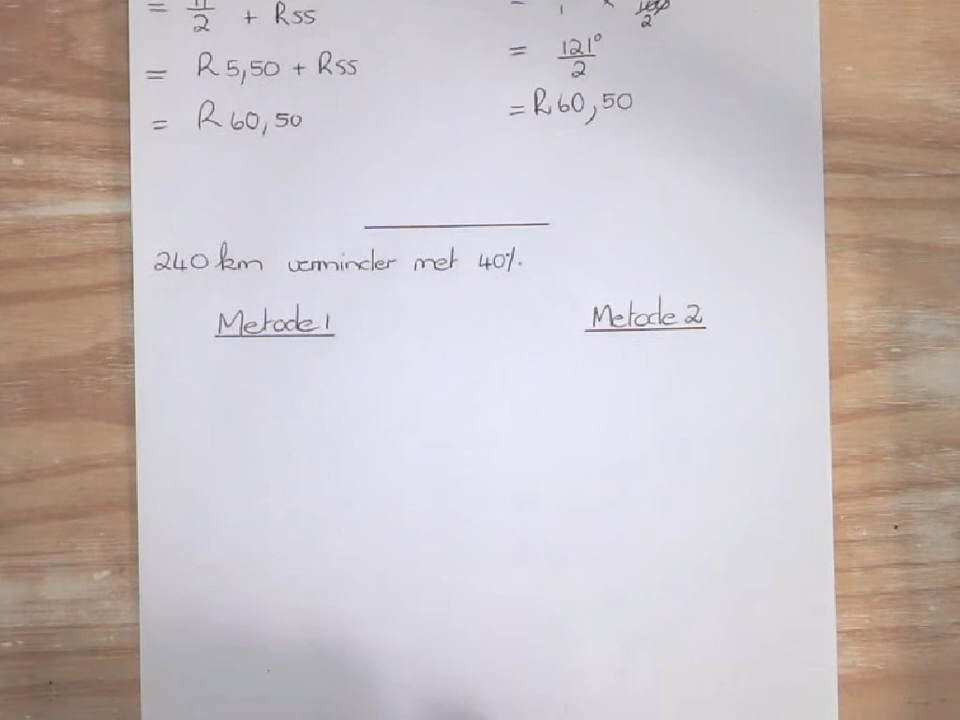 = 11/2 + R55
= R5,50 + R55
= R60,50
= 121°/2
= R60,50
240 km verminder met 40%.
Metode 1
Metode 2